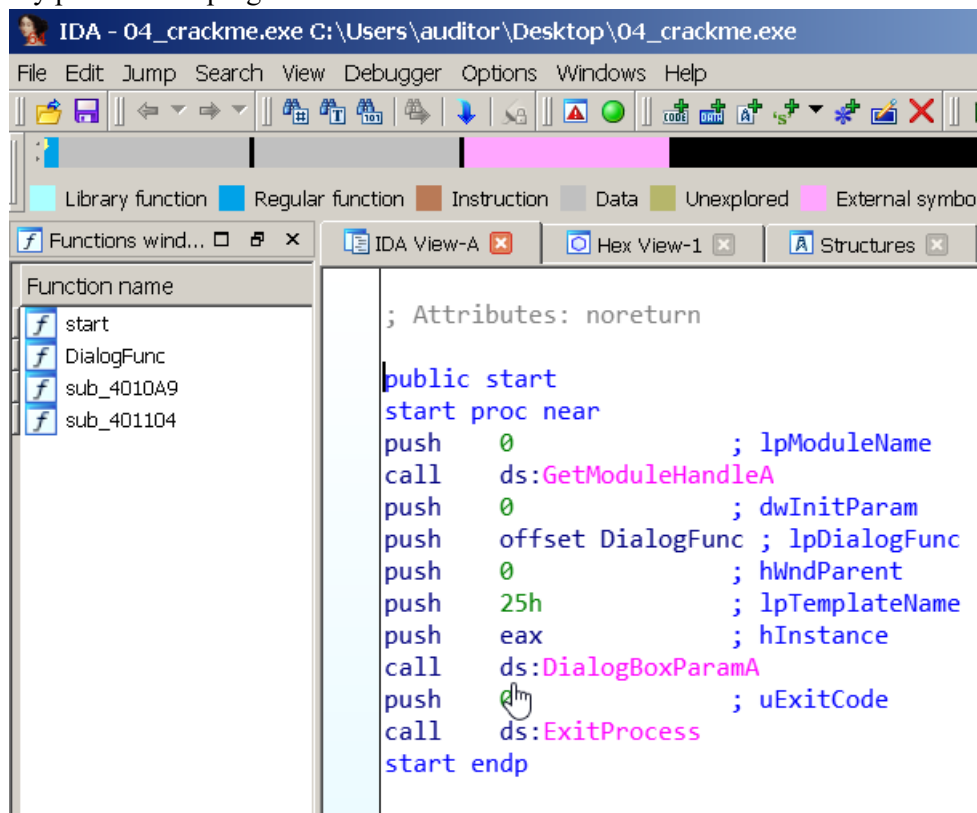 IDA - 04_crackme.exe C:\Users\auditor\Desktop\04_crackme.exe
File Edit Jump Search View Debugger Options Windows Help
Library function Regular function Instruction Data Unexplored External symbo
Functions wind...
IDA View-A
Hex View-1
Structures
Function name
start
DialogFunc
sub_4010A9
sub_401104
; Attributes: noreturn
public start
start proc near
push 0 ; lpModuleName
call ds:GetModuleHandleA
push 0 ; dwInitParam
push offset DialogFunc ; lpDialogFunc
push 0 ; hWndParent
push 25h ; lpTemplateName
push eax ; hInstance
call ds:DialogBoxParamA
push 0 ; uExitCode
call ds:ExitProcess
start endp